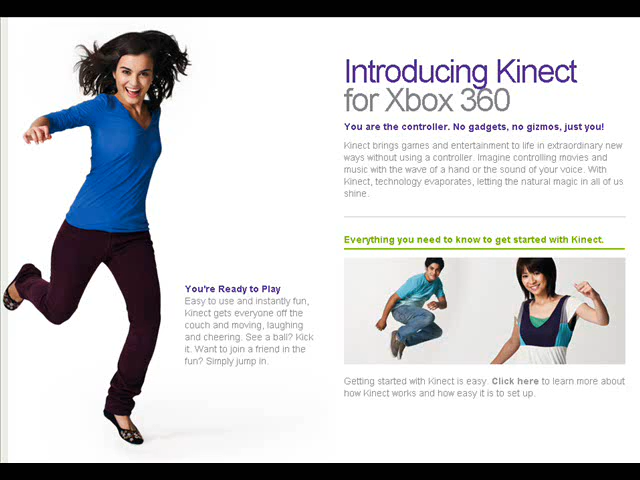 Introducing Kinect
for Xbox 360
You are the controller. No gadgets, no gizmos, just you!
Kinect brings games and entertainment to life in extraordinary new
ways without using a controller. Imagine controlling movies and
music with the wave of a hand or the sound of your voice. With
Kinect, technology evaporates, letting the natural magic in all of us
shine.
Everything you need to know to get started with Kinect.
Getting started with Kinect is easy. Click here to learn more about
how Kinect works and how easy it is to set up.
You're Ready to Play
Easy to use and instantly fun,
Kinect gets everyone off the
couch and moving, laughing
and cheering. See a ball? Kick
it. Want to join a friend in the
fun? Simply jump in.